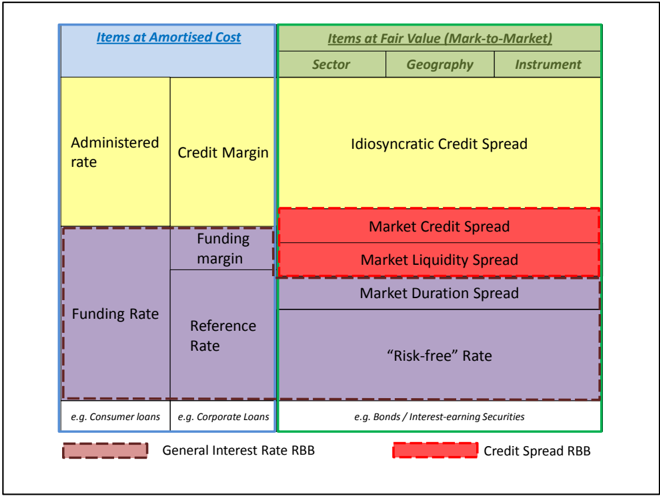 Items at Amortised Cost
Items at Fair Value (Mark-to-Market)
Sector
Geography
Instrument
Administered
rate
Credit Margin
Idiosyncratic Credit Spread
Market Credit Spread
Funding
margin
Market Liquidity Spread
Market Duration Spread
Funding Rate
Reference
Rate
“Risk-free” Rate
e.g. Consumer loans
e.g. Corporate Loans
e.g. Bonds / Interest-earning Securities
General Interest Rate RBB
Credit Spread RBB